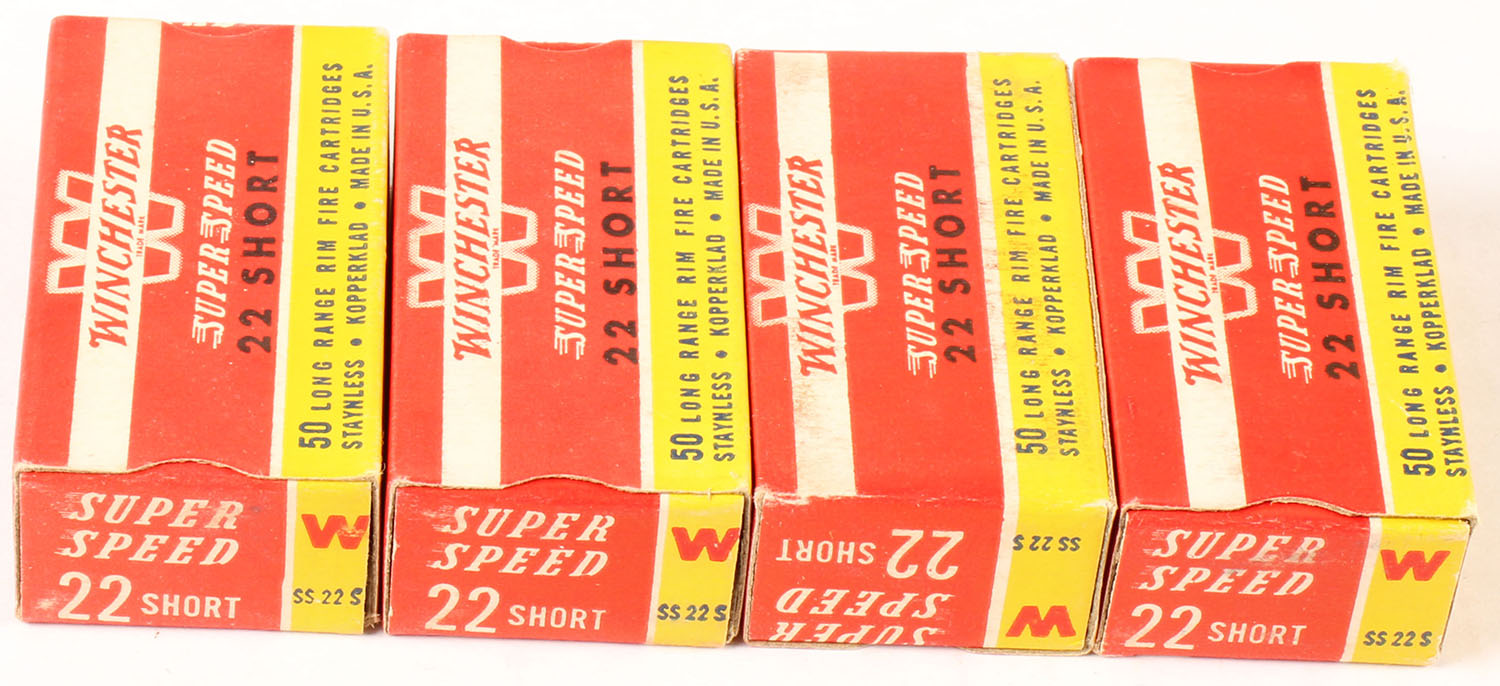 W
WINCHESTER
TRADE MARK
SUPER-SPEED
22 SHORT
50 LONG RANGE RIM FIRE CARTRIDGES
STAYNLESS • KOPPERKLAD • MADE IN U.S.A.
SUPER
SPEED
22 SHORT
W
SS 22 S
W
WINCHESTER
TRADE MARK
SUPER-SPEED
22 SHORT
50 LONG RANGE RIM FIRE CARTRIDGES
STAYNLESS • KOPPERKLAD • MADE IN U.S.A.
SUPER
SPEED
22 SHORT
W
SS 22 S
W
WINCHESTER
TRADE MARK
SUPER-SPEED
22 SHORT
50 LONG RANGE RIM FIRE CARTRIDGES
STAYNLESS • KOPPERKLAD • MADE IN U.S.A.
SUPER
SPEED
22 SHORT
W
SS 22 S
W
WINCHESTER
TRADE MARK
SUPER-SPEED
22 SHORT
50 LONG RANGE RIM FIRE CARTRIDGES
STAYNLESS • KOPPERKLAD • MADE IN U.S.A.
SUPER
SPEED
22 SHORT
W
SS 22 S